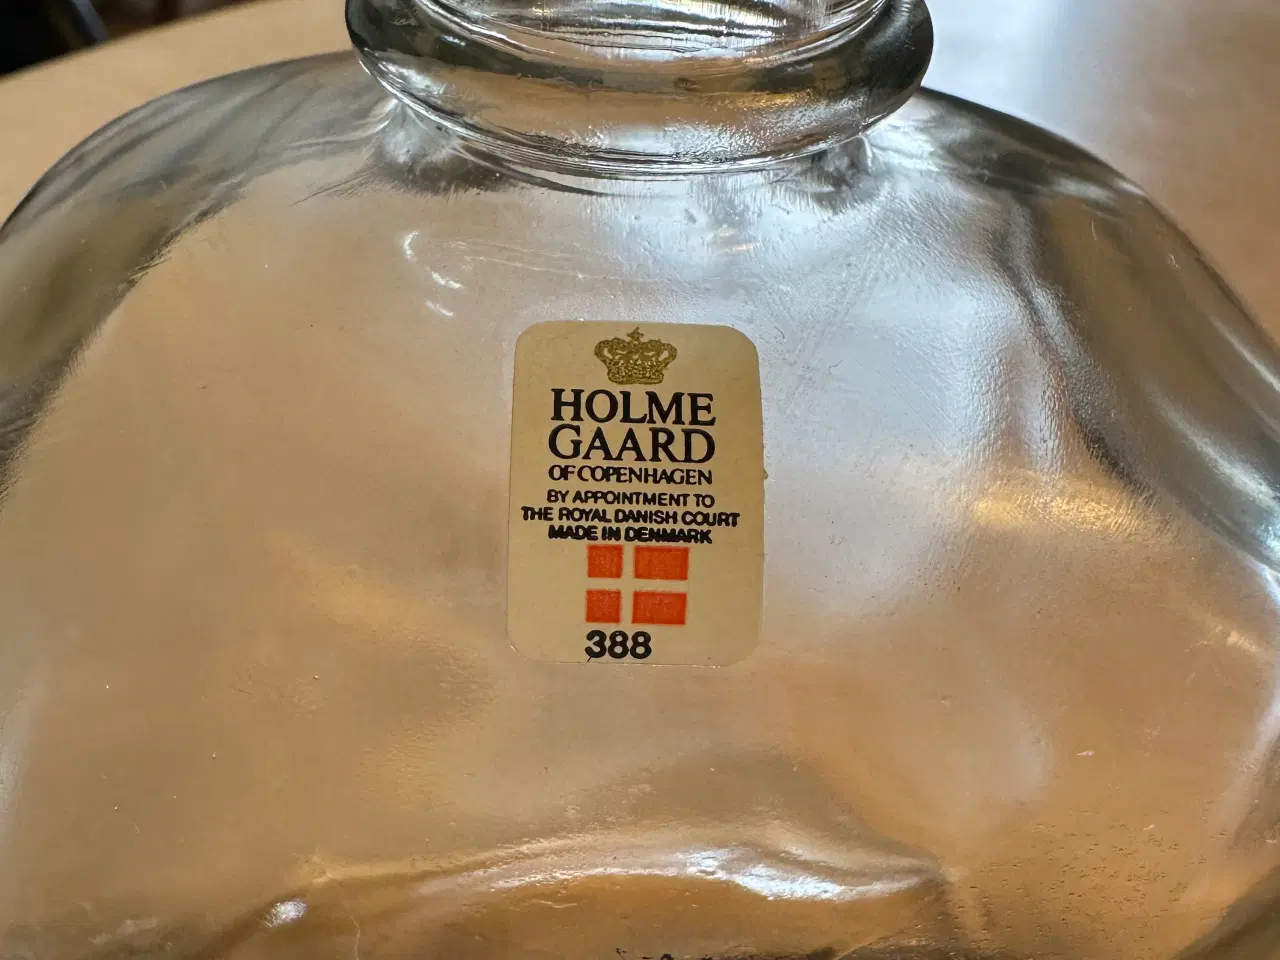 HOLME
GAARD
OF COPENHAGEN
BY APPOINTMENT TO
THE ROYAL DANISH COURT
MADE IN DENMARK
388